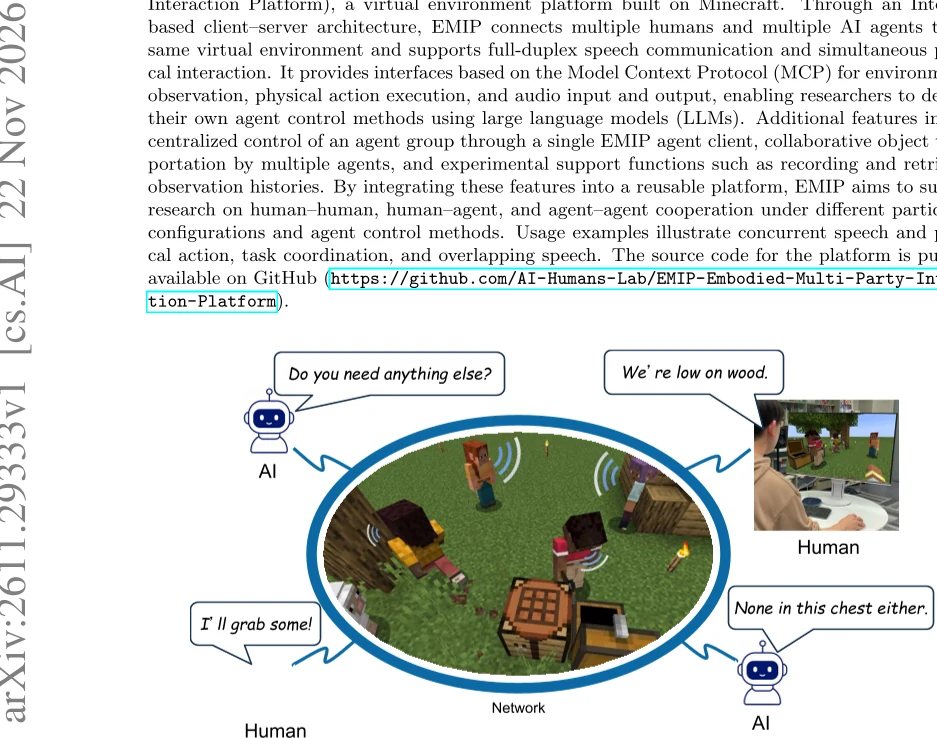 Interaction Platform), a virtual environment platform built on Minecraft. Through an
based client–server architecture, EMIP connects multiple humans and multiple AI agents
same virtual environment and supports full-duplex speech communication and simultaneous
cal interaction. It provides interfaces based on the Model Context Protocol (MCP) for
observation, physical action execution, and audio input and output, enabling researchers to
their own agent control methods using large language models (LLMs). Additional features
centralized control of an agent group through a single EMIP agent client, collaborative object
portation by multiple agents, and experimental support functions such as recording and
observation histories. By integrating these features into a reusable platform, EMIP aims to
research on human–human, human–agent, and agent–agent cooperation under different
configurations and agent control methods. Usage examples illustrate concurrent speech and
cal action, task coordination, and overlapping speech. The source code for the platform is
available on GitHub (https://github.com/AI-Humans-Lab/EMIP-Embodied-Multi-Party-In
tion-Platform).
arXiv:2611.29333v1 [cs.AI] 22 Nov 2026
Do you need anything else?
We're low on wood.
AI
Human
I'll grab some!
None in this chest either.
Network
Human
AI